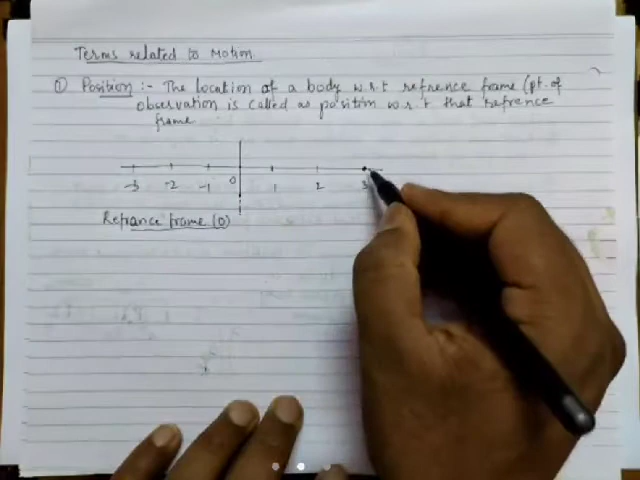 Terms related to Motion.
① Position :- The location of a body w.r.t refrence frame (pt. of
observation is called as position w.r.t that refrence
frame
-3 -2 -1 0 1 2 3
Refrance frame (0)